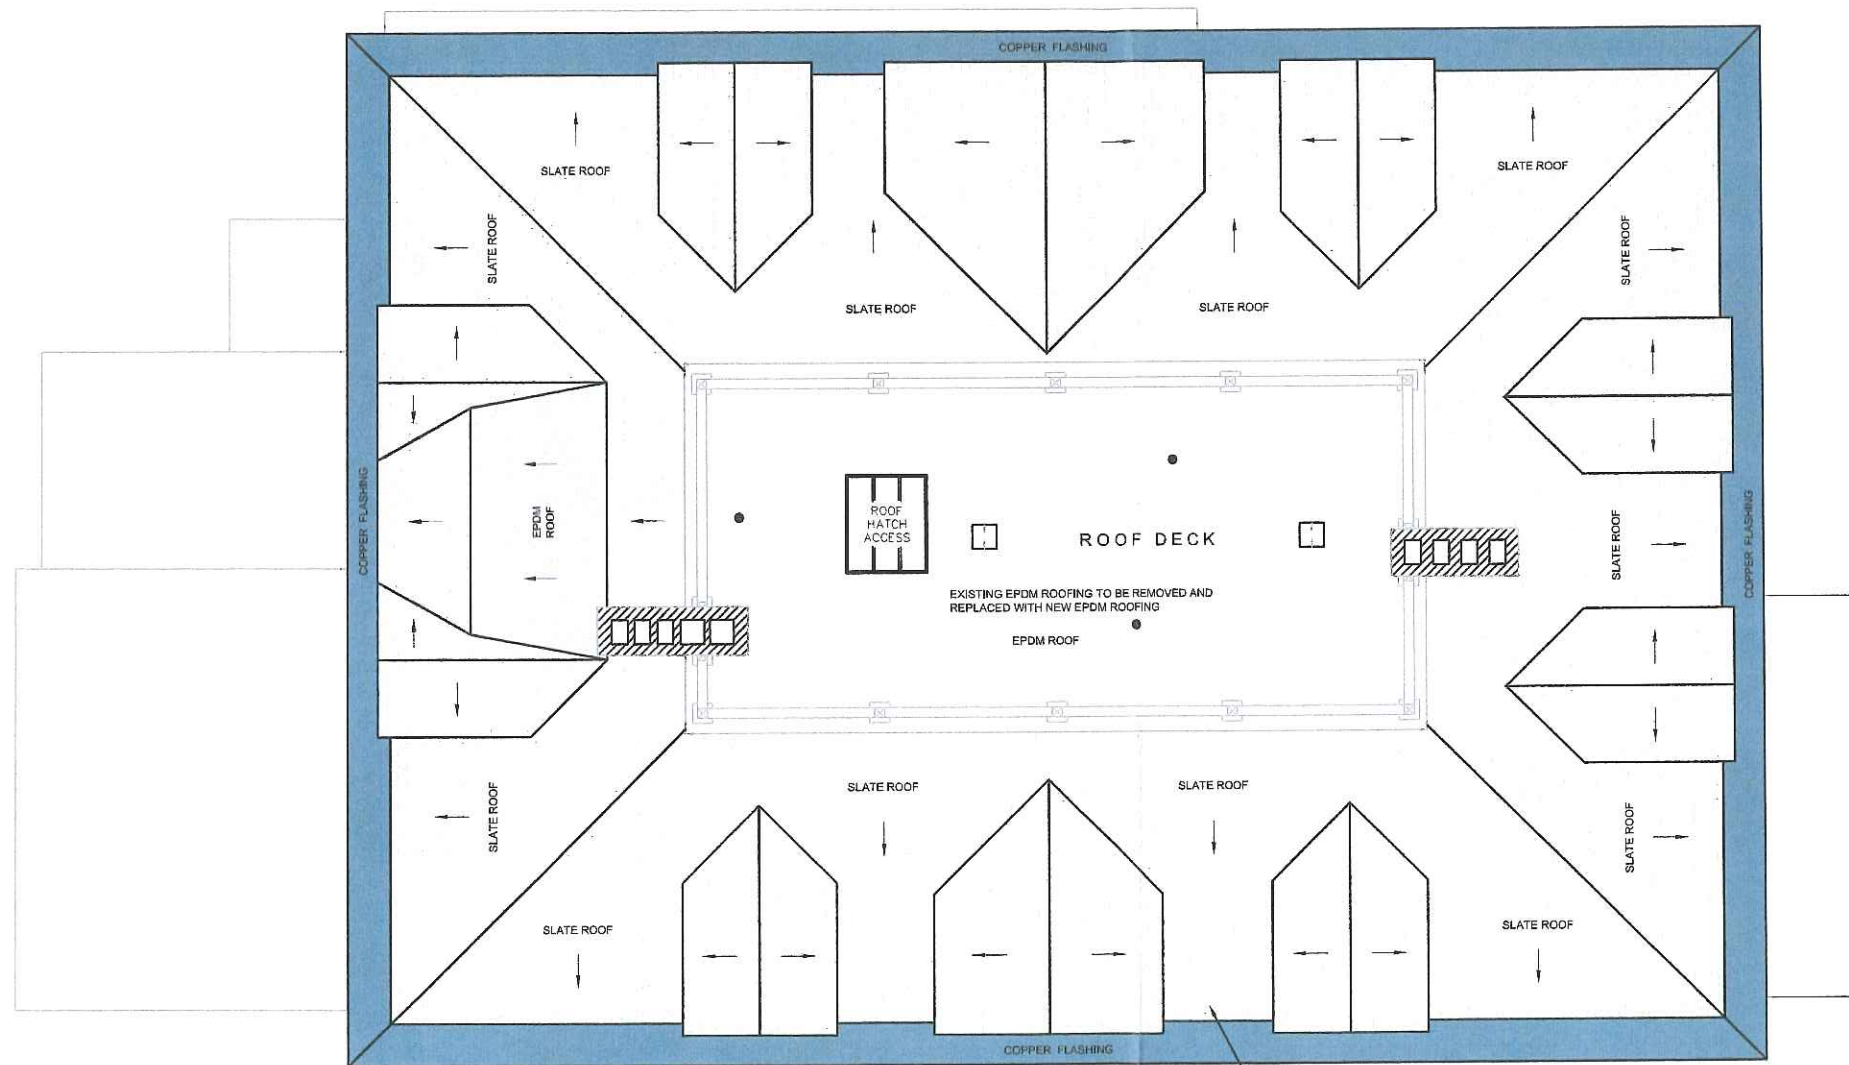 COPPER FLASHING
SLATE ROOF
SLATE ROOF
SLATE ROOF
SLATE ROOF
SLATE ROOF
SLATE ROOF
COPPER FLASHING
EPDM
ROOF
ROOF
HATCH
ACCESS
ROOF DECK
EXISTING EPDM ROOFING TO BE REMOVED AND
REPLACED WITH NEW EPDM ROOFING
EPDM ROOF
SLATE ROOF
COPPER FLASHING
SLATE ROOF
SLATE ROOF
SLATE ROOF
SLATE ROOF
SLATE ROOF
SLATE ROOF
COPPER FLASHING